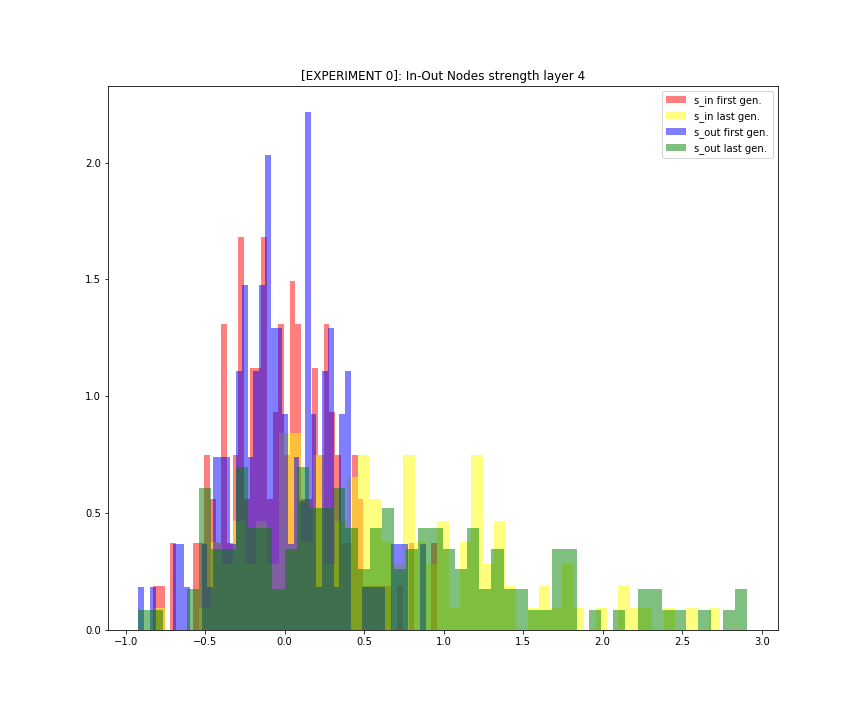 [EXPERIMENT 0]: In-Out Nodes strength layer 4
s_in first gen.
s_in last gen.
s_out first gen.
s_out last gen.
2.0
1.5
1.0
0.5
0.0
−1.0 −0.5 0.0 0.5 1.0 1.5 2.0 2.5 3.0